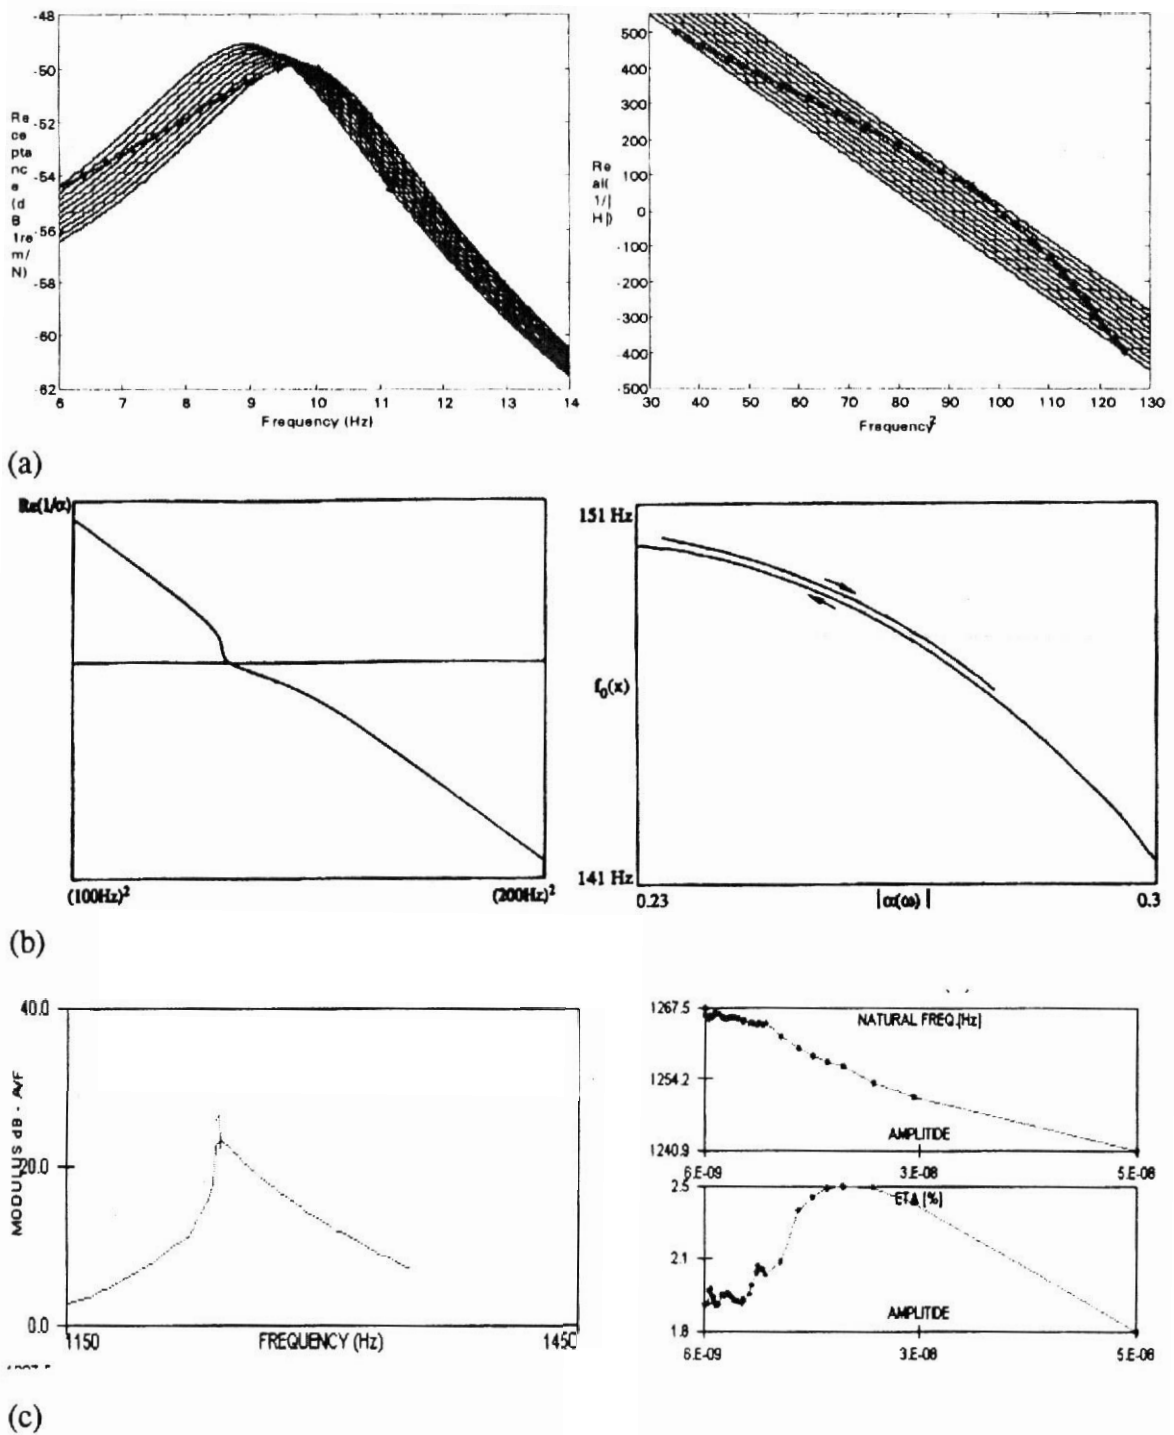 -48
-50
-52
-54
-56
-58
-60
-62
Re
ce
pta
nc
e
(d
B
1re
m/
N)
6 7 8 9 10 11 12 13 14
Frequency (Hz)
500
400
300
200
100
0
-100
-200
-300
-400
-500
Re
al(
1/|
H|)
30 40 50 60 70 80 90 100 110 120 130
Frequency²
(a)
Re(1/α)
(100Hz)² (200Hz)²
151 Hz
f₀(x)
141 Hz
0.23 |α(ω)| 0.3
(b)
40.0
20.0
0.0
MODULUS dB - A/F
1150 FREQUENCY (Hz) 1450
1267.5
1254.2
1240.9
NATURAL FREQ.[Hz]
AMPLITIDE
6.E-09 3.E-08 5.E-08
2.5
2.1
1.8
ETA [%]
AMPLITIDE
6.E-09 3.E-08 5.E-08
(c)